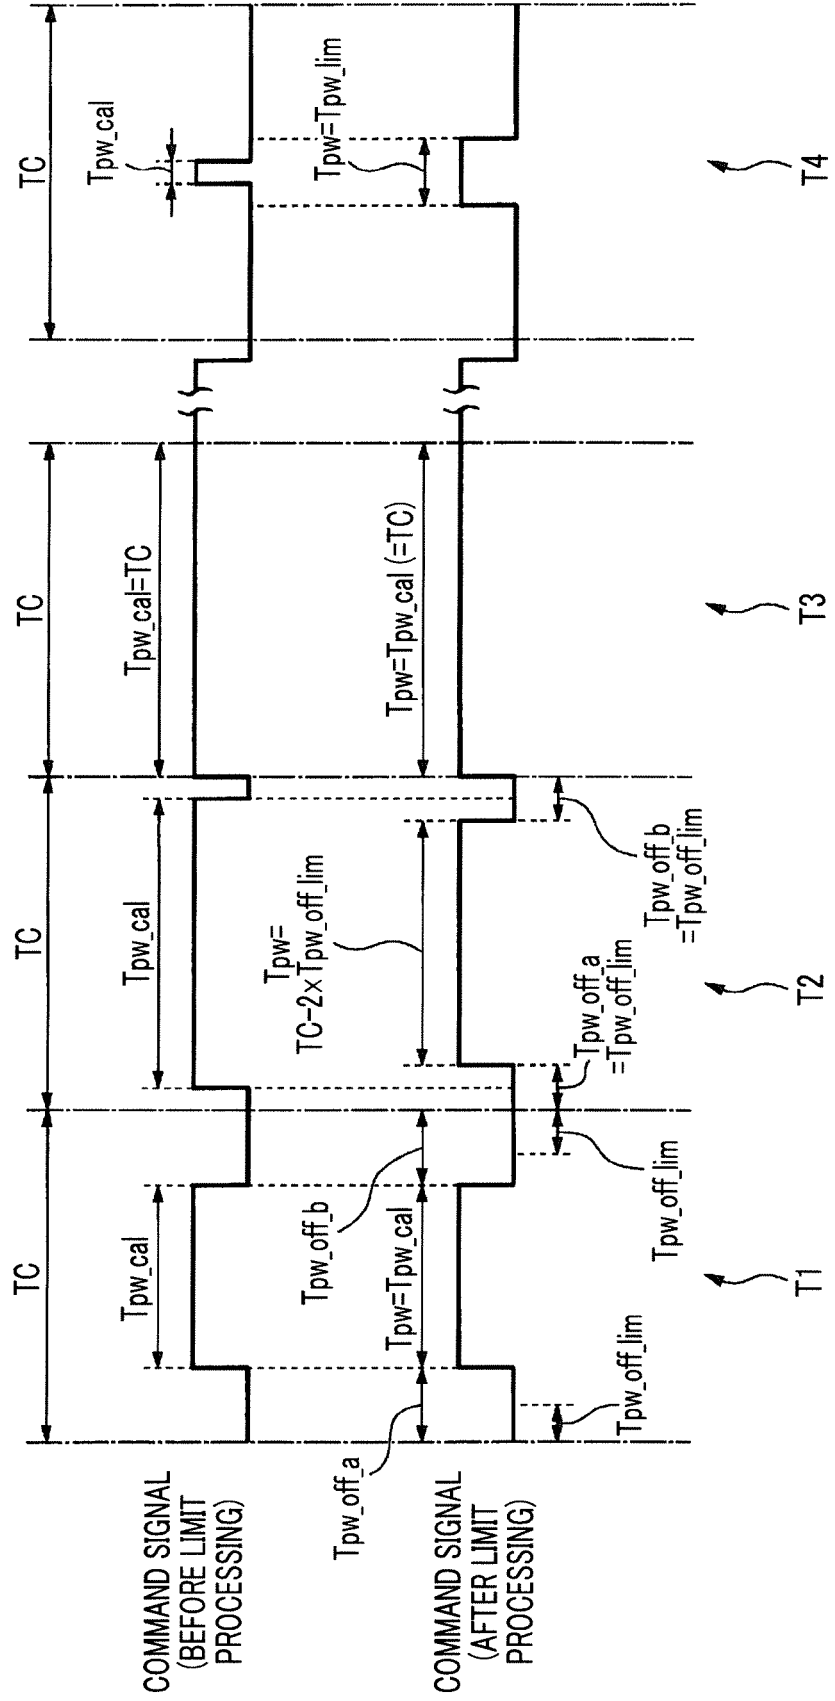 TC
TC
TC
TC
COMMAND SIGNAL
(BEFORE LIMIT
PROCESSING)
Tpw_cal
Tpw_cal
Tpw_cal=TC
Tpw_cal
Tpw_off_a
Tpw_off_b
Tpw=
TC-2×Tpw_off_lim
Tpw=Tpw_lim
COMMAND SIGNAL
(AFTER LIMIT
PROCESSING)
Tpw=Tpw_cal
Tpw=Tpw_cal (=TC)
Tpw_off_lim
Tpw_off_lim
Tpw_off_a
=Tpw_off_lim
Tpw_off_b
=Tpw_off_lim
T1
T2
T3
T4